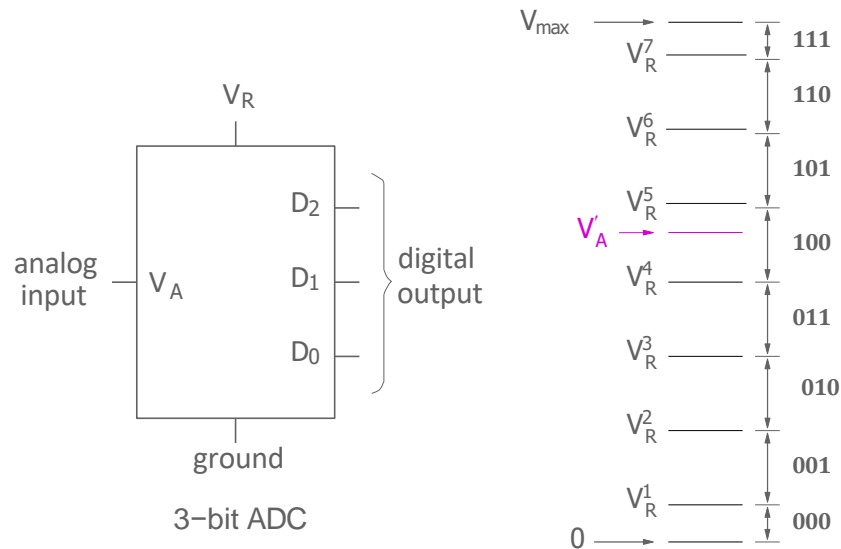 V_R
analog
input
V_A
D_2
D_1
D_0
digital
output
ground
3−bit ADC
V_max
V_R^7
V_R^6
V_R^5
V_A^′
V_R^4
V_R^3
V_R^2
V_R^1
0
111
110
101
100
011
010
001
000